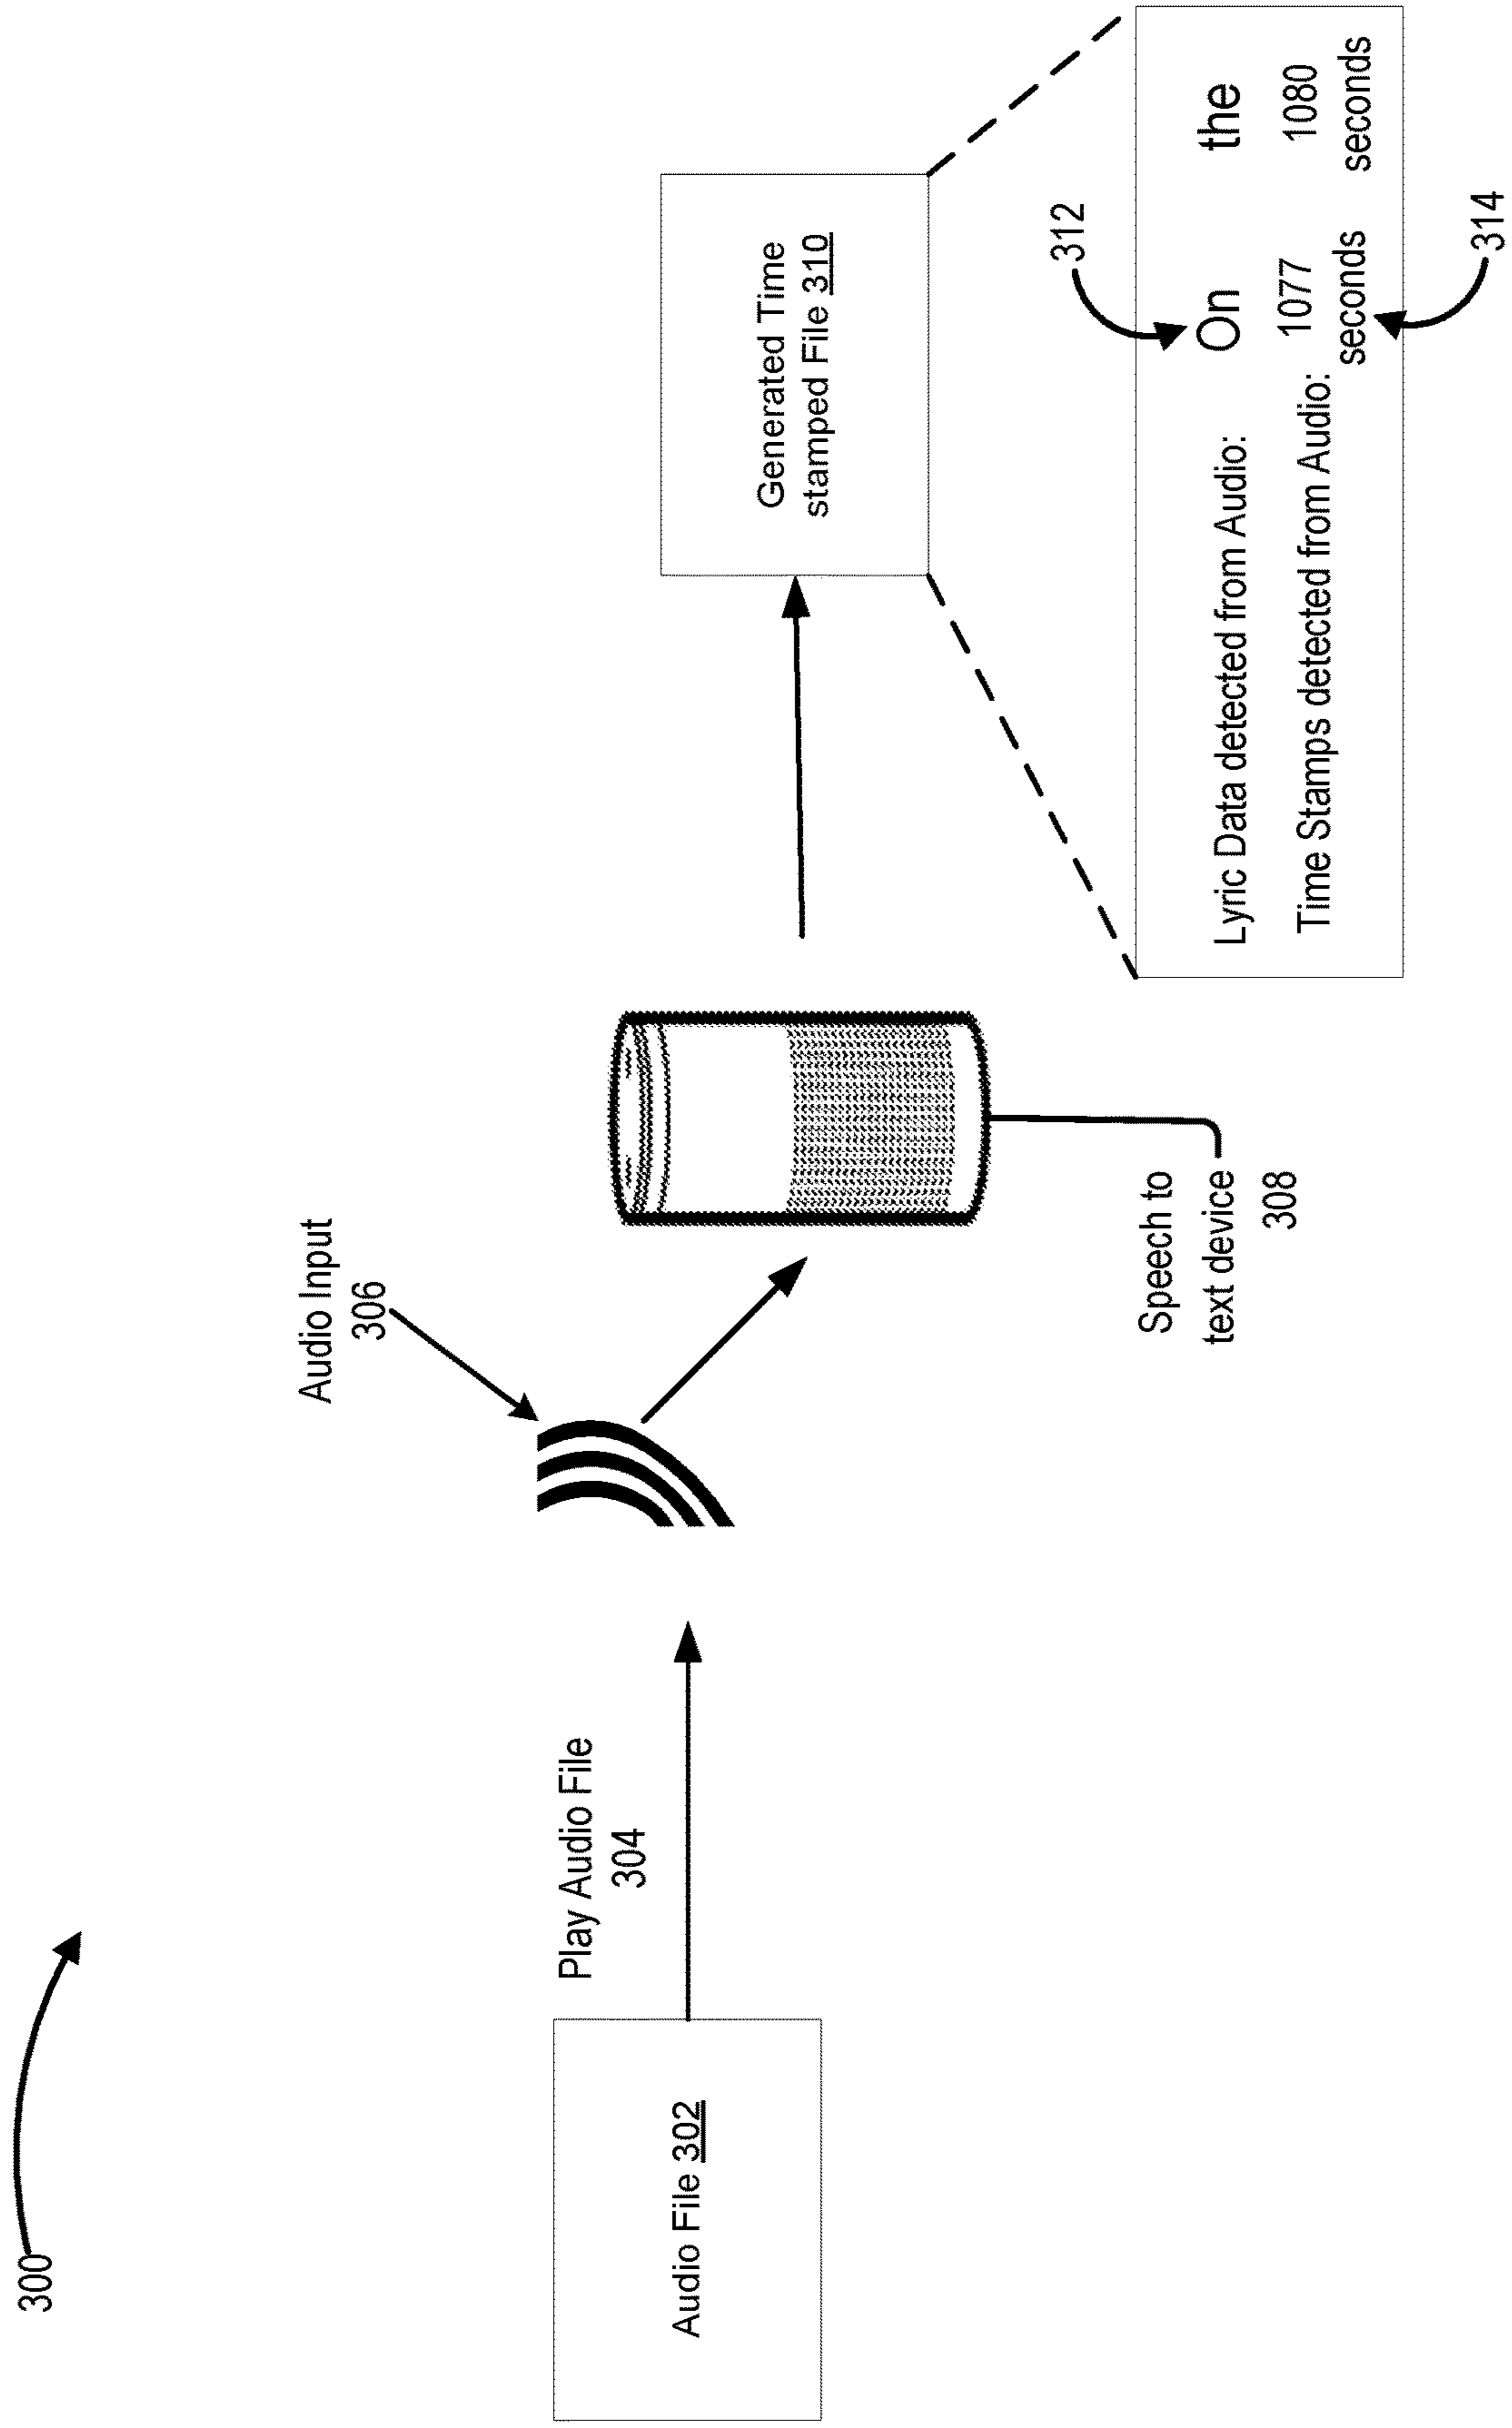 300
Audio File 302
Play Audio File
304
Audio Input
306
Speech to
text device
308
Generated Time
stamped File 310
312
Lyric Data detected from Audio: On the
Time Stamps detected from Audio: 1077 1080
seconds seconds
314